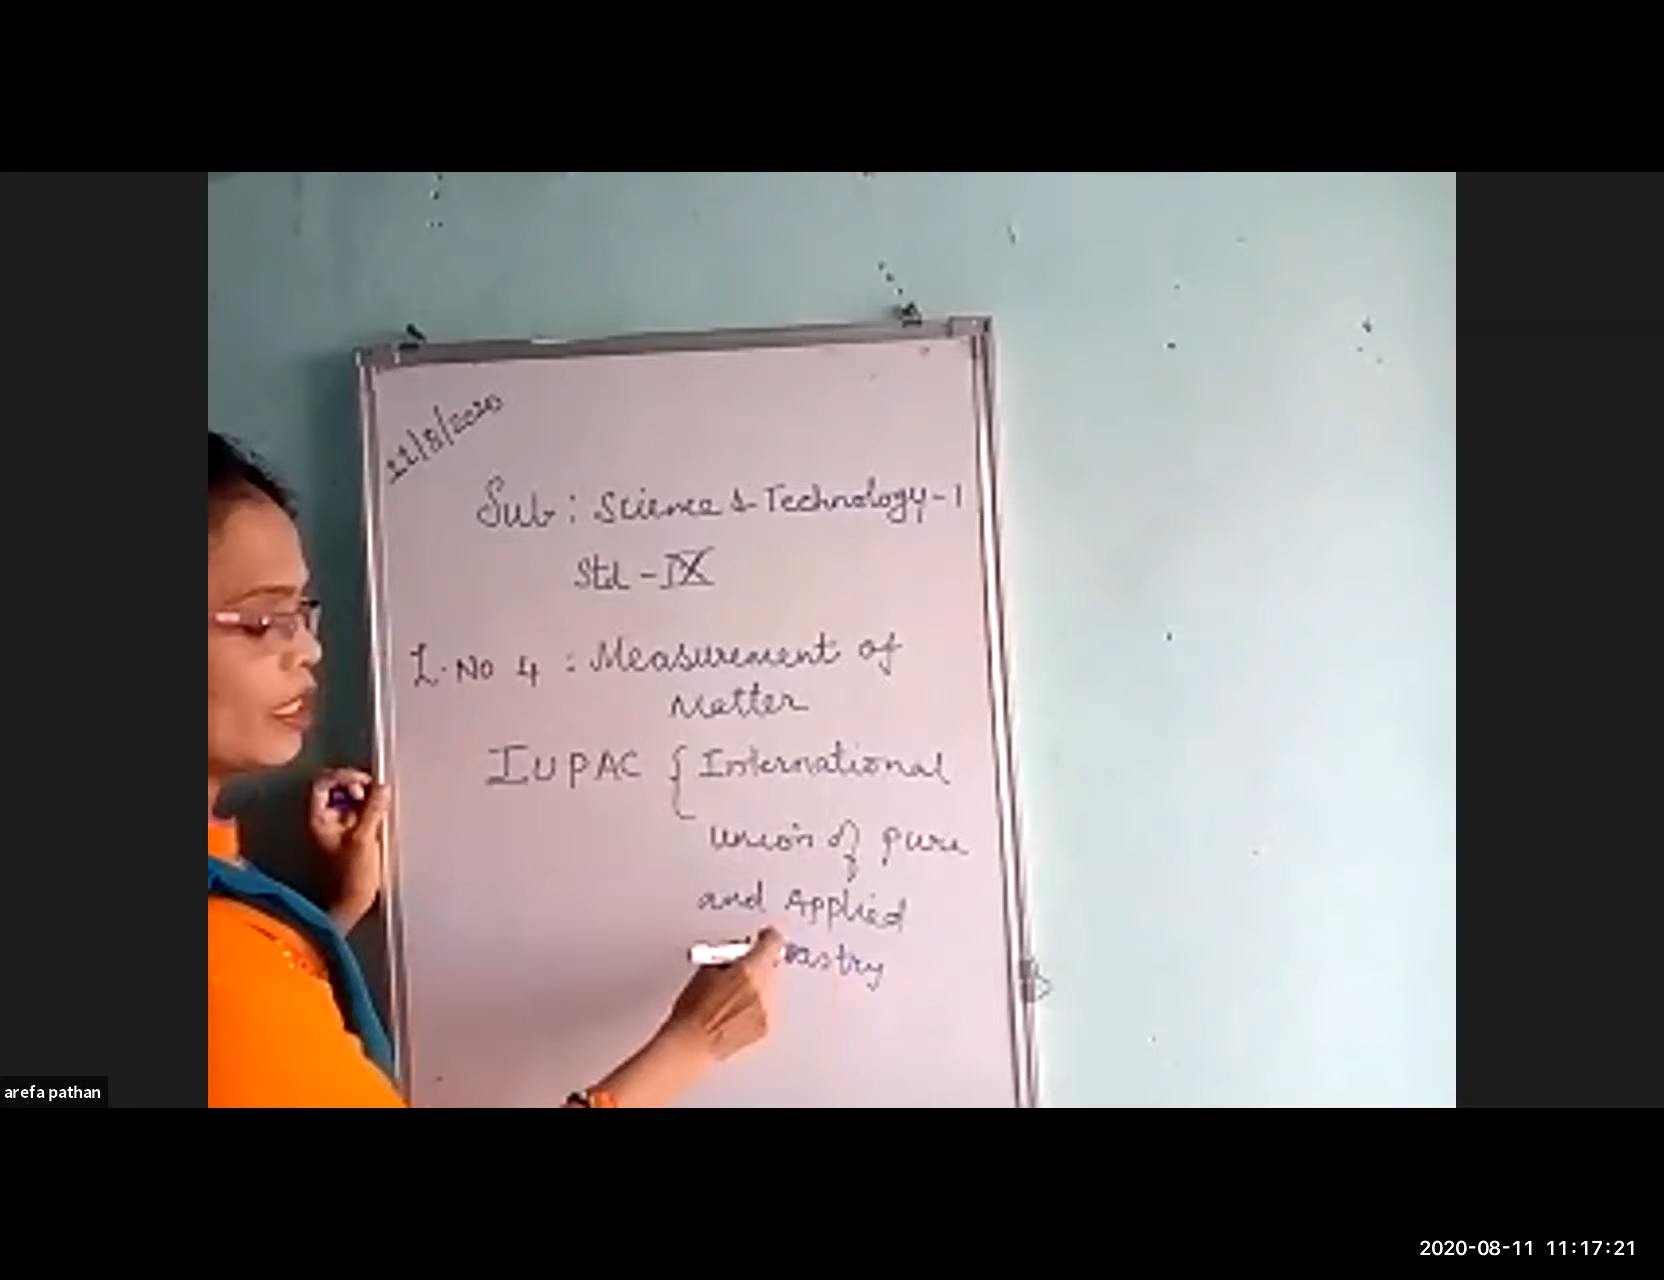 11/8/2020
Sub : Science & Technology - 1
Std - IX
L. No 4 : Measurement of
Matter
IUPAC { International
Union of pure
and Applied
arefa pathan
2020-08-11 11:17:21